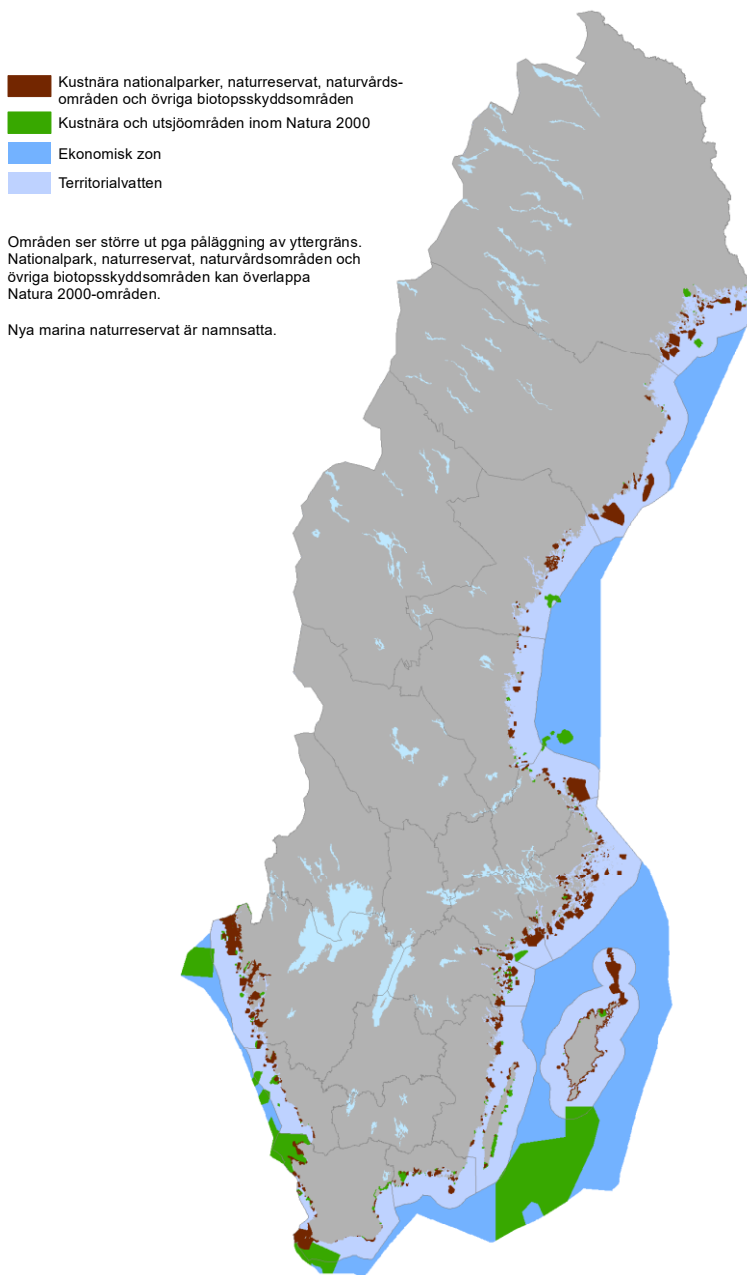 Kustnära nationalparker, naturreservat, naturvårds-
områden och övriga biotopsskyddsområden
Kustnära och utsjöområden inom Natura 2000
Ekonomisk zon
Territorialvatten
Områden ser större ut pga påläggning av yttergräns.
Nationalpark, naturreservat, naturvårdsområden och
övriga biotopsskyddsområden kan överlappa
Natura 2000-områden.
Nya marina naturreservat är namnsatta.